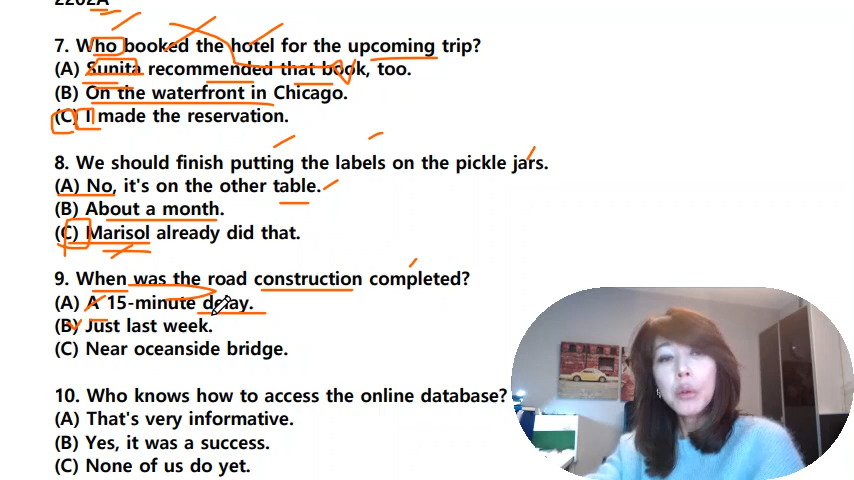 7. Who booked the hotel for the upcoming trip?
(A) Sunita recommended that book, too.
(B) On the waterfront in Chicago.
(C) I made the reservation.
8. We should finish putting the labels on the pickle jars.
(A) No, it's on the other table.
(B) About a month.
(C) Marisol already did that.
9. When was the road construction completed?
(A) A 15-minute delay.
(B) Just last week.
(C) Near oceanside bridge.
10. Who knows how to access the online database?
(A) That's very informative.
(B) Yes, it was a success.
(C) None of us do yet.